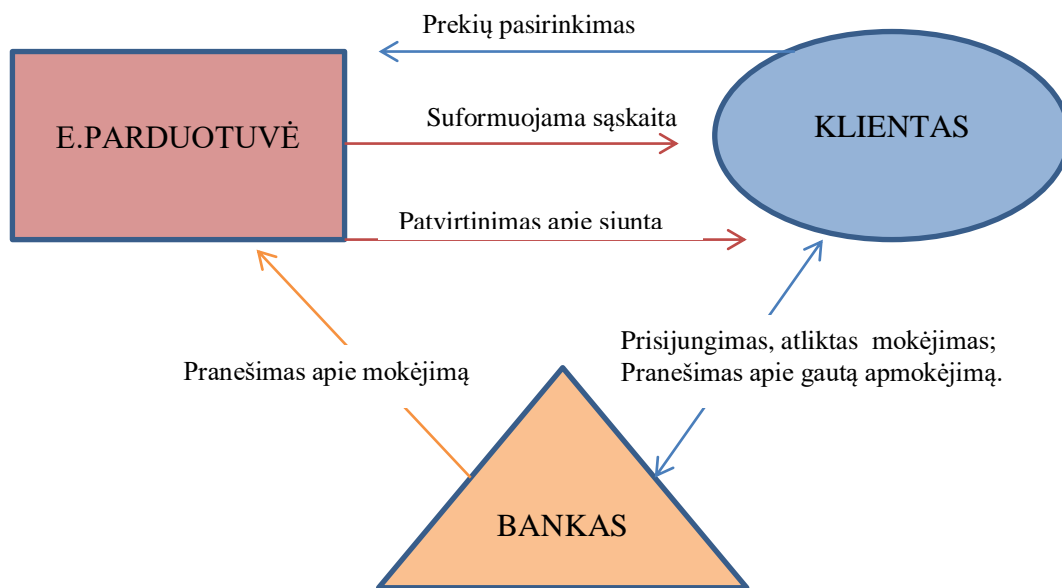 Prekių pasirinkimas
E.PARDUOTUVĖ
KLIENTAS
Suformuojama sąskaita
Patvirtinimas apie siunta
Prisijungimas, atliktas mokėjimas;
Pranešimas apie gautą apmokėjimą.
Pranešimas apie mokėjimą
BANKAS